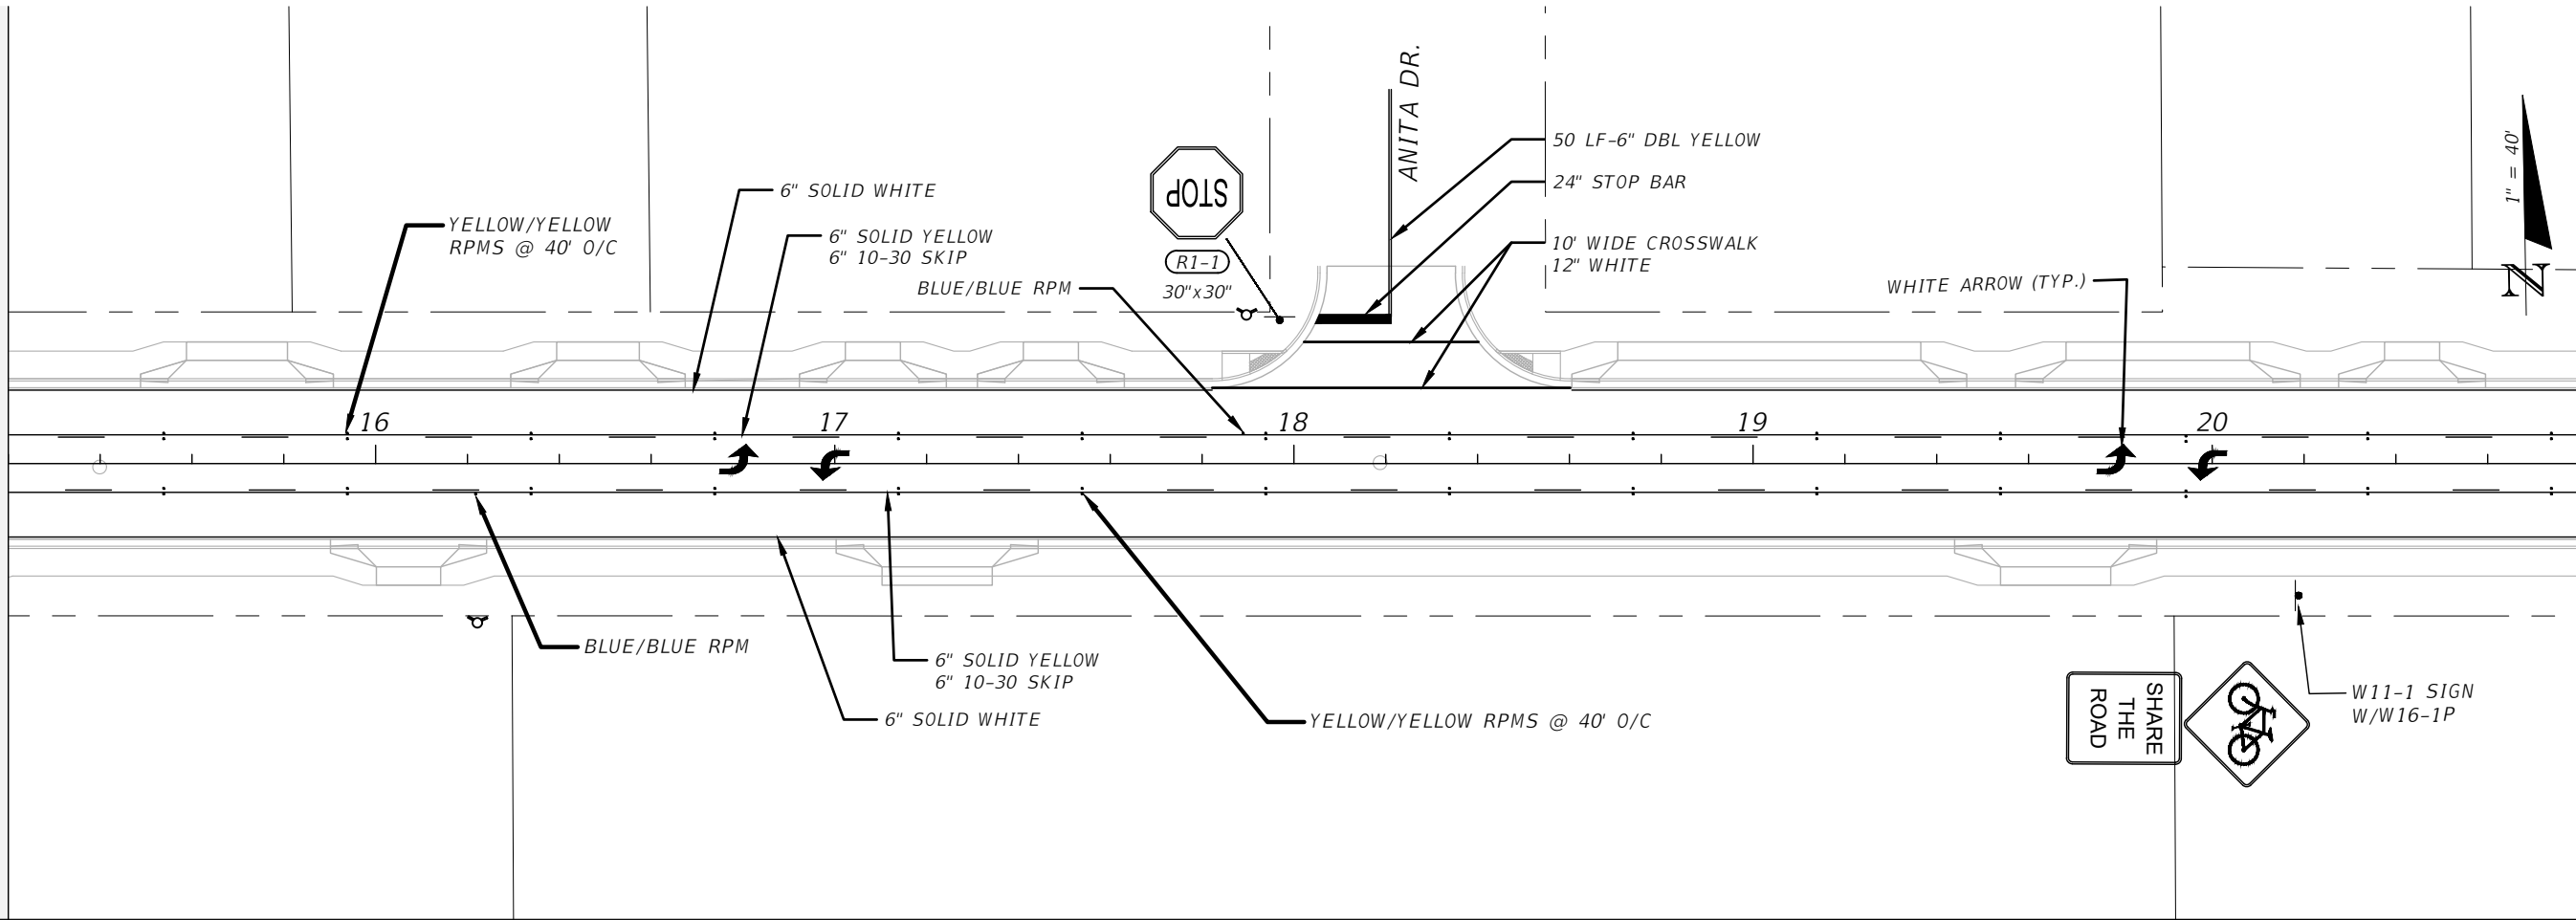 ANITA DR.
50 LF-6" DBL YELLOW
24" STOP BAR
10' WIDE CROSSWALK
12" WHITE
1" = 40'
N
STOP
R1-1
30"x30"
6" SOLID WHITE
YELLOW/YELLOW
RPMS @ 40' O/C
6" SOLID YELLOW
6" 10-30 SKIP
BLUE/BLUE RPM
WHITE ARROW (TYP.)
16
17
18
19
20
BLUE/BLUE RPM
6" SOLID YELLOW
6" 10-30 SKIP
6" SOLID WHITE
YELLOW/YELLOW RPMS @ 40' O/C
SHARE
THE
ROAD
W11-1 SIGN
W/W16-1P